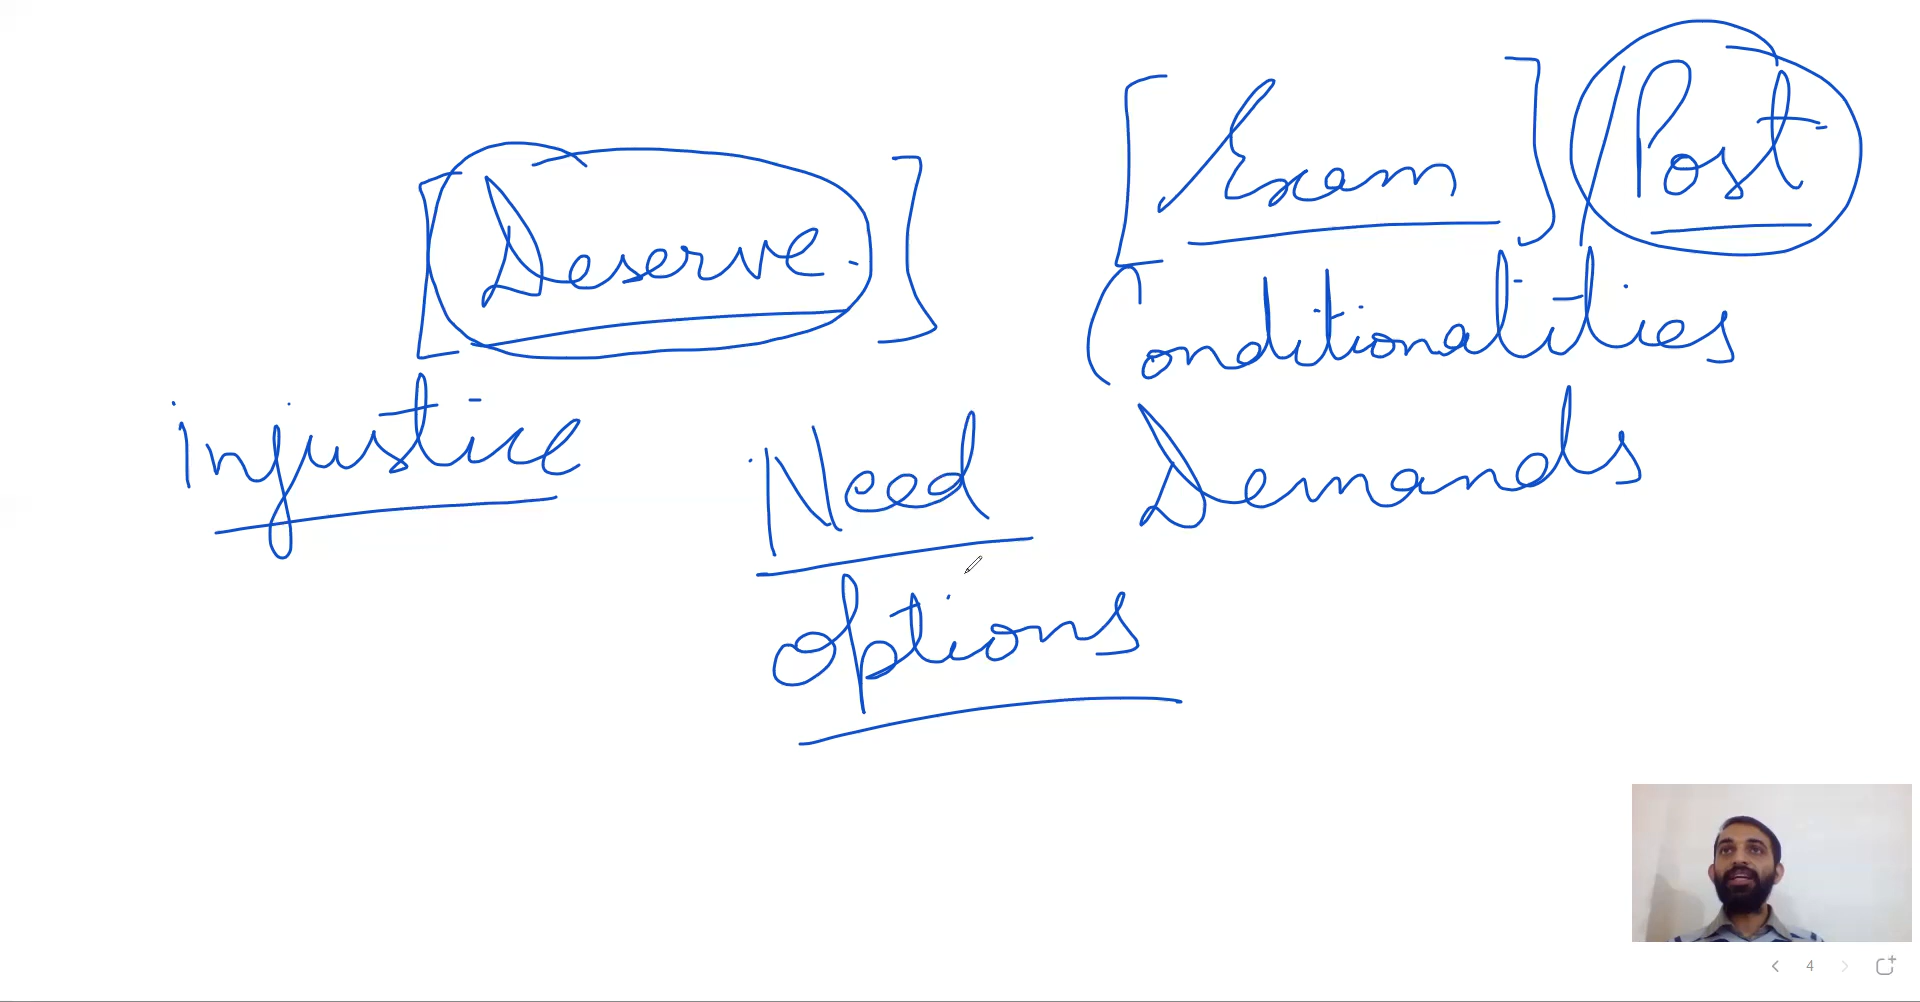 [Exam] / Post
[Deserve.]
Conditionalities
injustice
Need
Demands
options
4